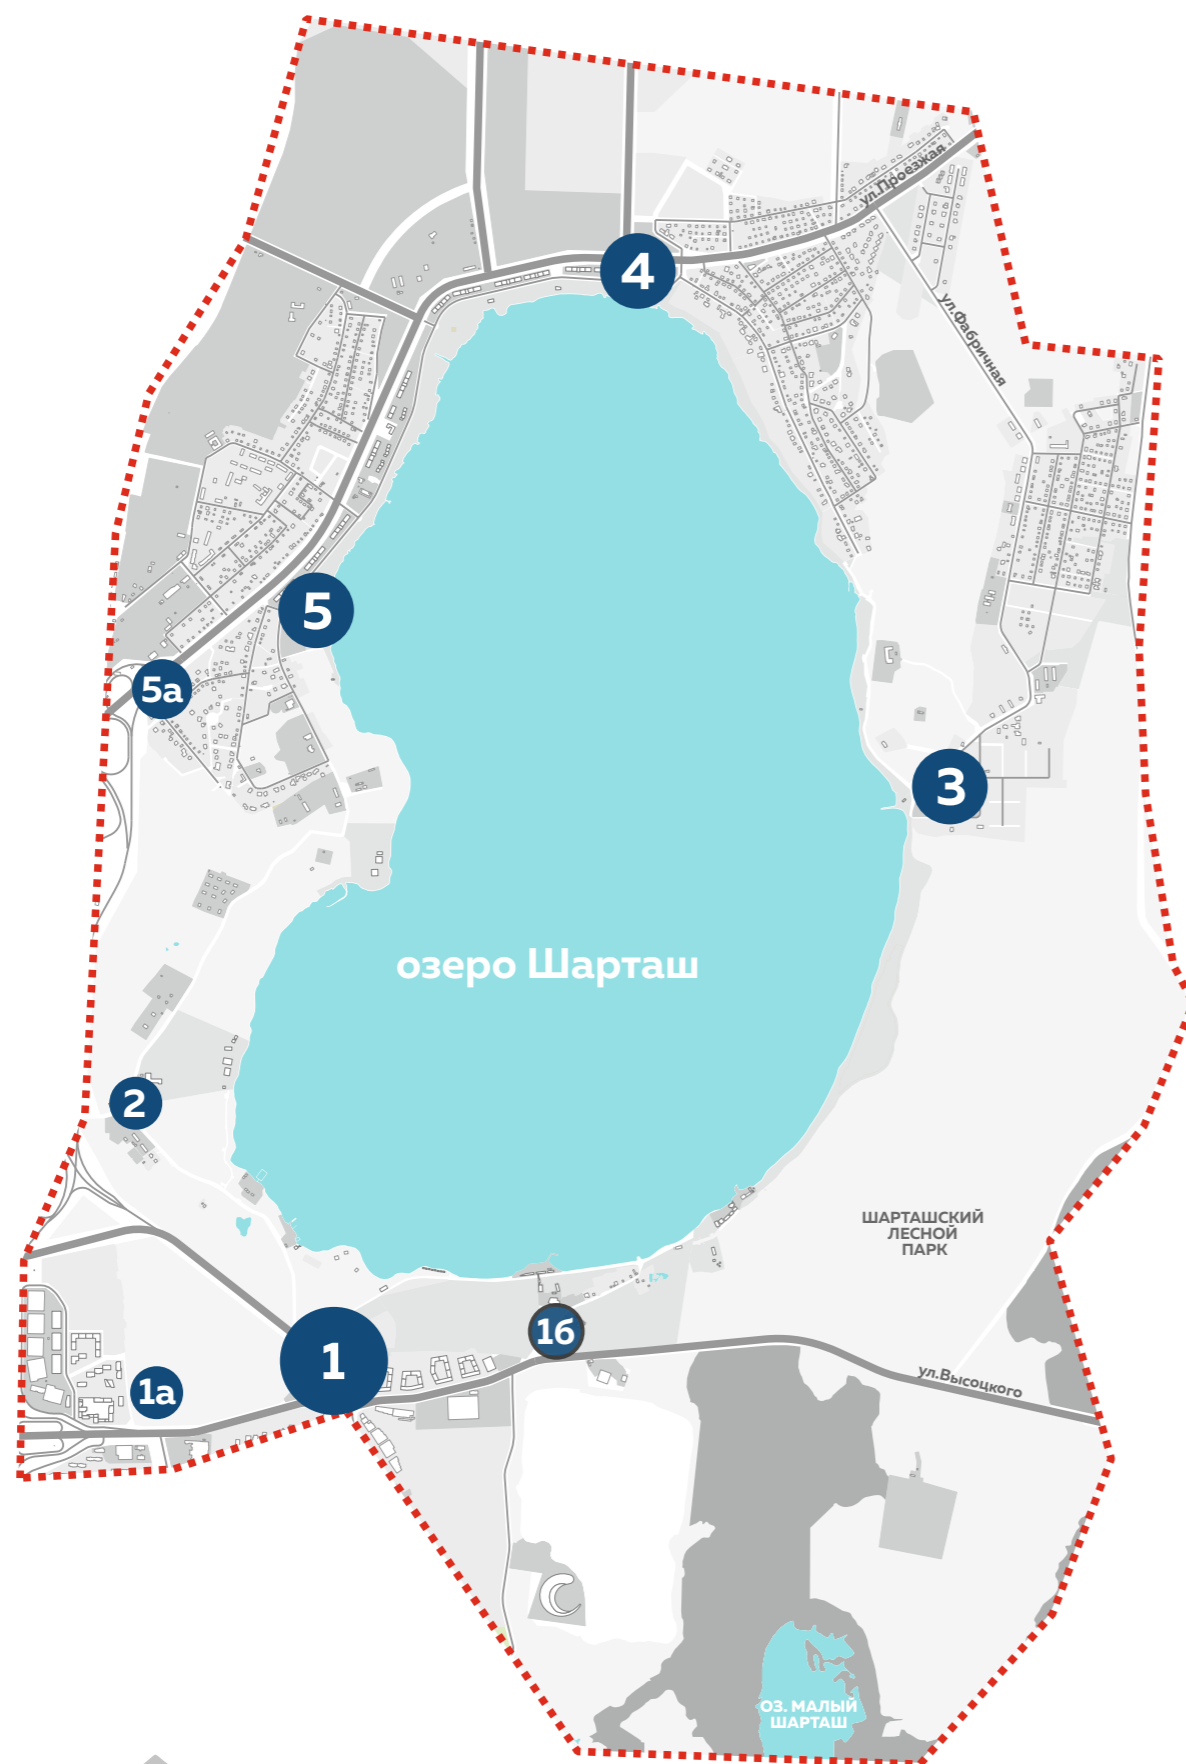 ул.Проезжая
4
ул.Фабричная
5
5а
3
озеро Шарташ
2
ШАРТАШСКИЙ
ЛЕСНОЙ
ПАРК
1б
1
1а
ул.Высоцкого
ОЗ. МАЛЫЙ
ШАРТАШ